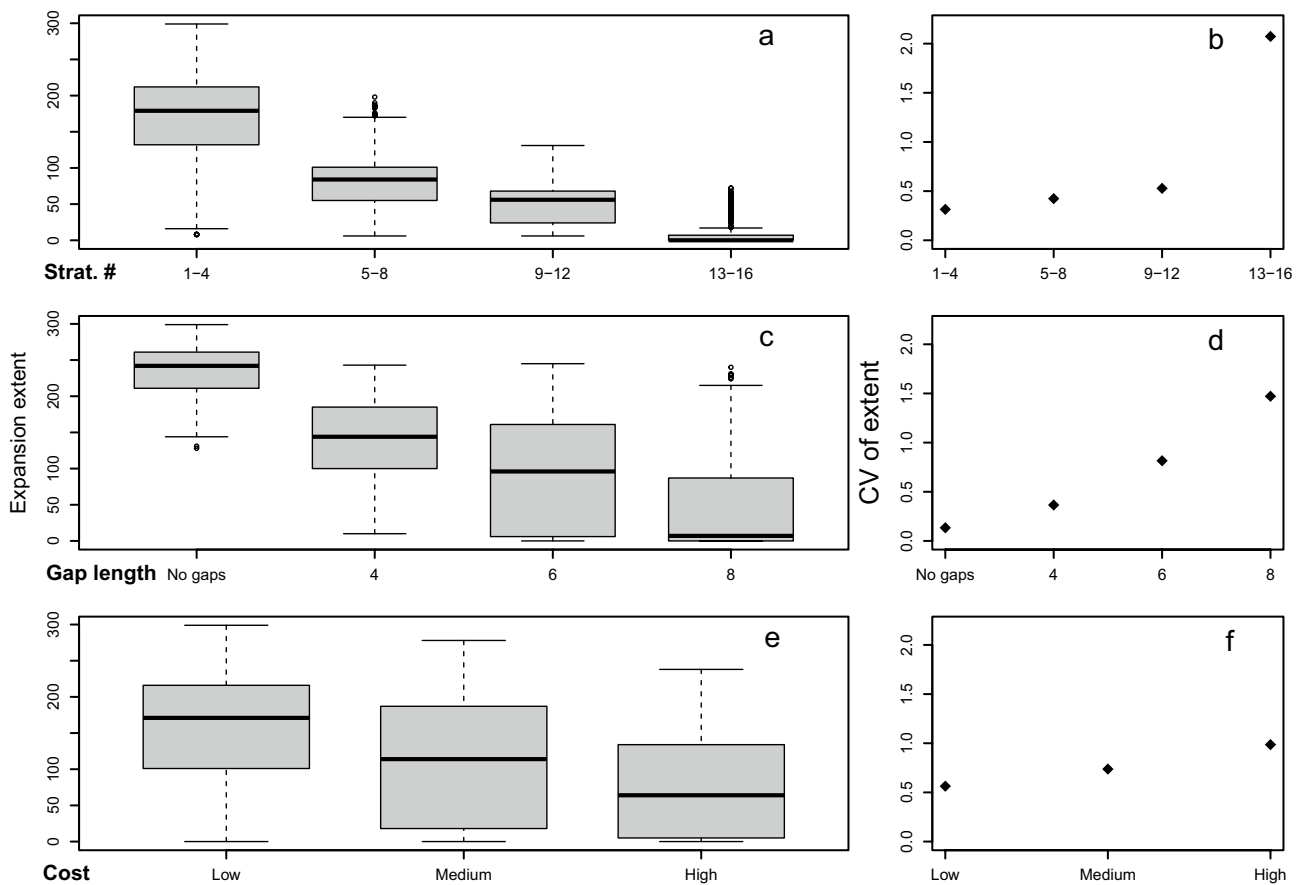 300
200
100
50
0
a
Strat. # 1−4 5−8 9−12 13−16
2.0
1.5
1.0
0.5
0.0
b
1−4 5−8 9−12 13−16
Expansion extent
300
200
100
50
0
c
Gap length No gaps 4 6 8
CV of extent
2.0
1.5
1.0
0.5
0.0
d
No gaps 4 6 8
300
200
100
50
0
e
Cost Low Medium High
2.0
1.5
1.0
0.5
0.0
f
Low Medium High